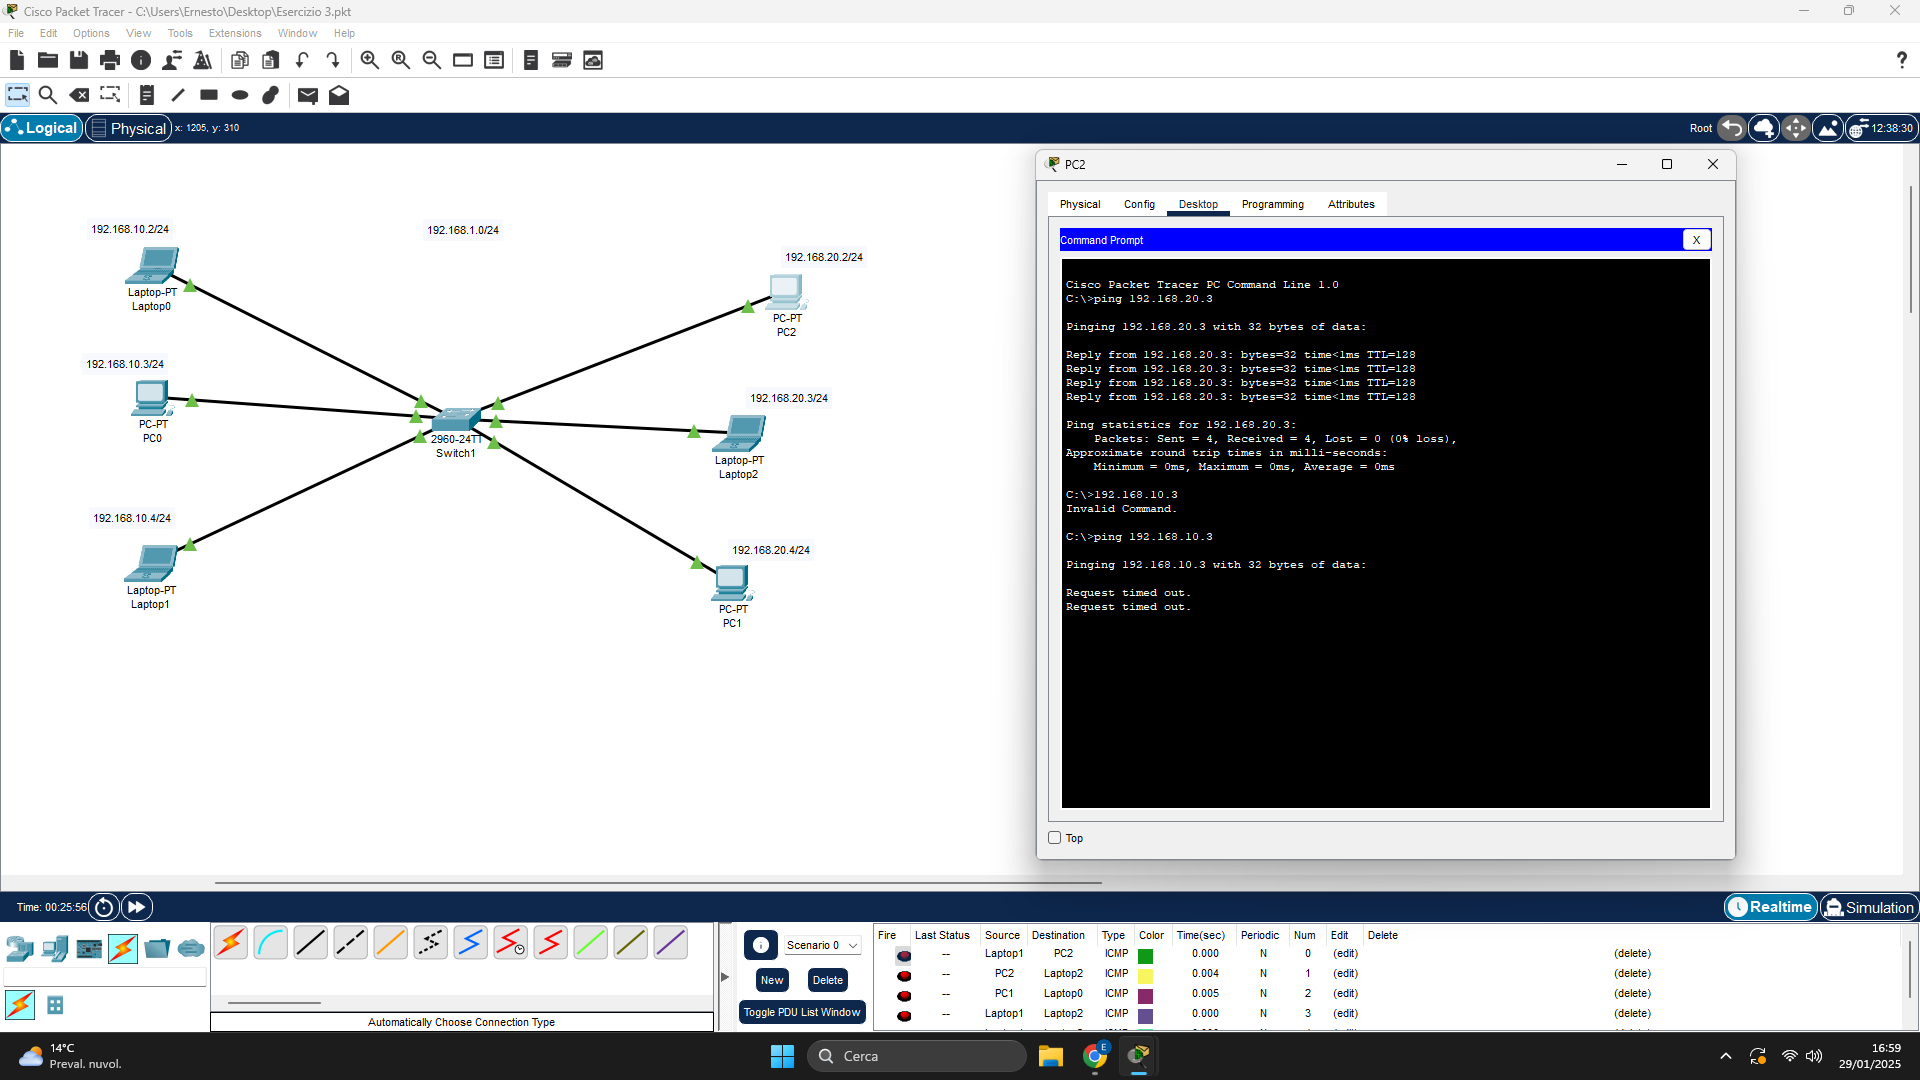 Cisco Packet Tracer - C:\Users\Ernesto\Desktop\Esercizio 3.pkt
File Edit Options View Tools Extensions Window Help
?
Logical Physical x: 1205, y: 310
Root 12:38:30
192.168.10.2/24
Laptop-PT
Laptop0
192.168.1.0/24
192.168.20.2/24
PC-PT
PC2
192.168.10.3/24
PC-PT
PC0
2960-24TT
Switch1
192.168.20.3/24
Laptop-PT
Laptop2
192.168.10.4/24
Laptop-PT
Laptop1
192.168.20.4/24
PC-PT
PC1
PC2
Physical Config Desktop Programming Attributes
Command Prompt X
Cisco Packet Tracer PC Command Line 1.0
C:\>ping 192.168.20.3
Pinging 192.168.20.3 with 32 bytes of data:
Reply from 192.168.20.3: bytes=32 time<1ms TTL=128
Reply from 192.168.20.3: bytes=32 time<1ms TTL=128
Reply from 192.168.20.3: bytes=32 time<1ms TTL=128
Reply from 192.168.20.3: bytes=32 time<1ms TTL=128
Ping statistics for 192.168.20.3:
Packets: Sent = 4, Received = 4, Lost = 0 (0% loss),
Approximate round trip times in milli-seconds:
Minimum = 0ms, Maximum = 0ms, Average = 0ms
C:\>192.168.10.3
Invalid Command.
C:\>ping 192.168.10.3
Pinging 192.168.10.3 with 32 bytes of data:
Request timed out.
Request timed out.
Top
Time: 00:25:56
Realtime Simulation
Automatically Choose Connection Type
Scenario 0
New Delete
Toggle PDU List Window
Fire Last Status Source Destination Type Color Time(sec) Periodic Num Edit Delete
-- Laptop1 PC2 ICMP 0.000 N 0 (edit) (delete)
-- PC2 Laptop2 ICMP 0.004 N 1 (edit) (delete)
-- PC1 Laptop0 ICMP 0.005 N 2 (edit) (delete)
-- Laptop1 Laptop2 ICMP 0.000 N 3 (edit) (delete)
14°C
Preval. nuvol.
Cerca
E
16:59
29/01/2025